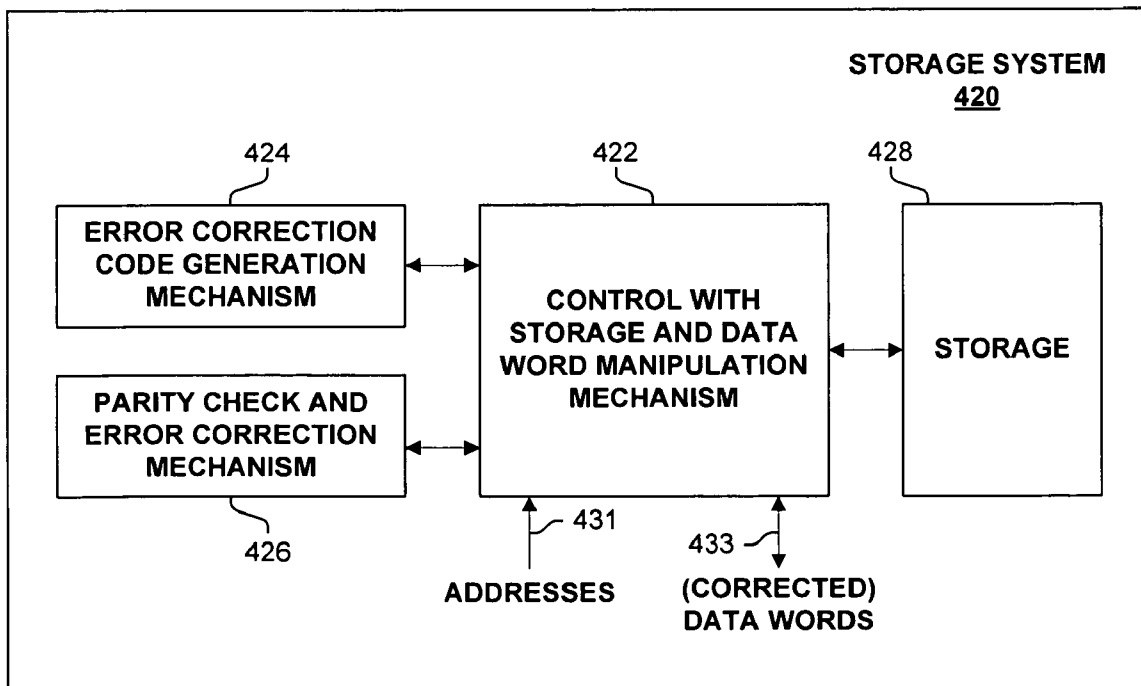 STORAGE SYSTEM
420
424
422
428
ERROR CORRECTION
CODE GENERATION
MECHANISM
CONTROL WITH
STORAGE AND DATA
WORD MANIPULATION
MECHANISM
STORAGE
PARITY CHECK AND
ERROR CORRECTION
MECHANISM
426
431
433
ADDRESSES
(CORRECTED)
DATA WORDS